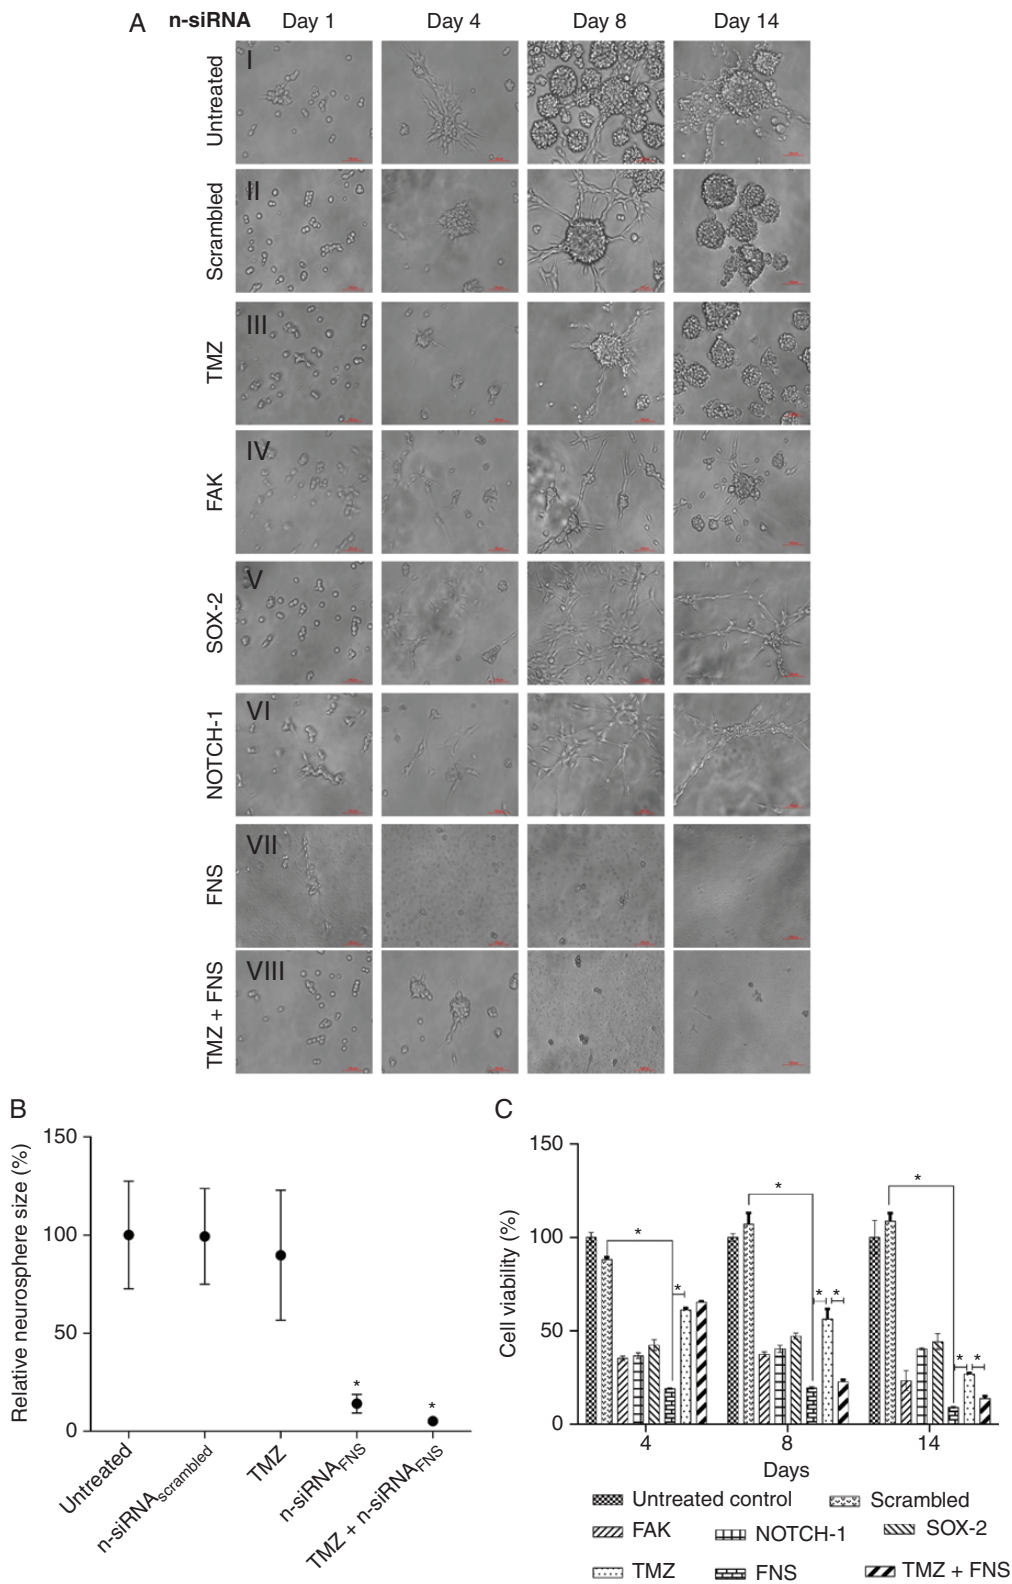 A n-siRNA Day 1 Day 4 Day 8 Day 14
Untreated I
Scrambled II
TMZ III
FAK IV
SOX-2 V
NOTCH-1 VI
FNS VII
TMZ + FNS VIII
B
Relative neurosphere size (%)
150
100
50
0
* *
Untreated
n-siRNAscrambled
TMZ
n-siRNAFNS
TMZ + n-siRNAFNS
C
Cell viability (%)
150
100
50
0
* * *
* * * * *
4 8 14
Days
Untreated control Scrambled
FAK NOTCH-1 SOX-2
TMZ FNS TMZ + FNS